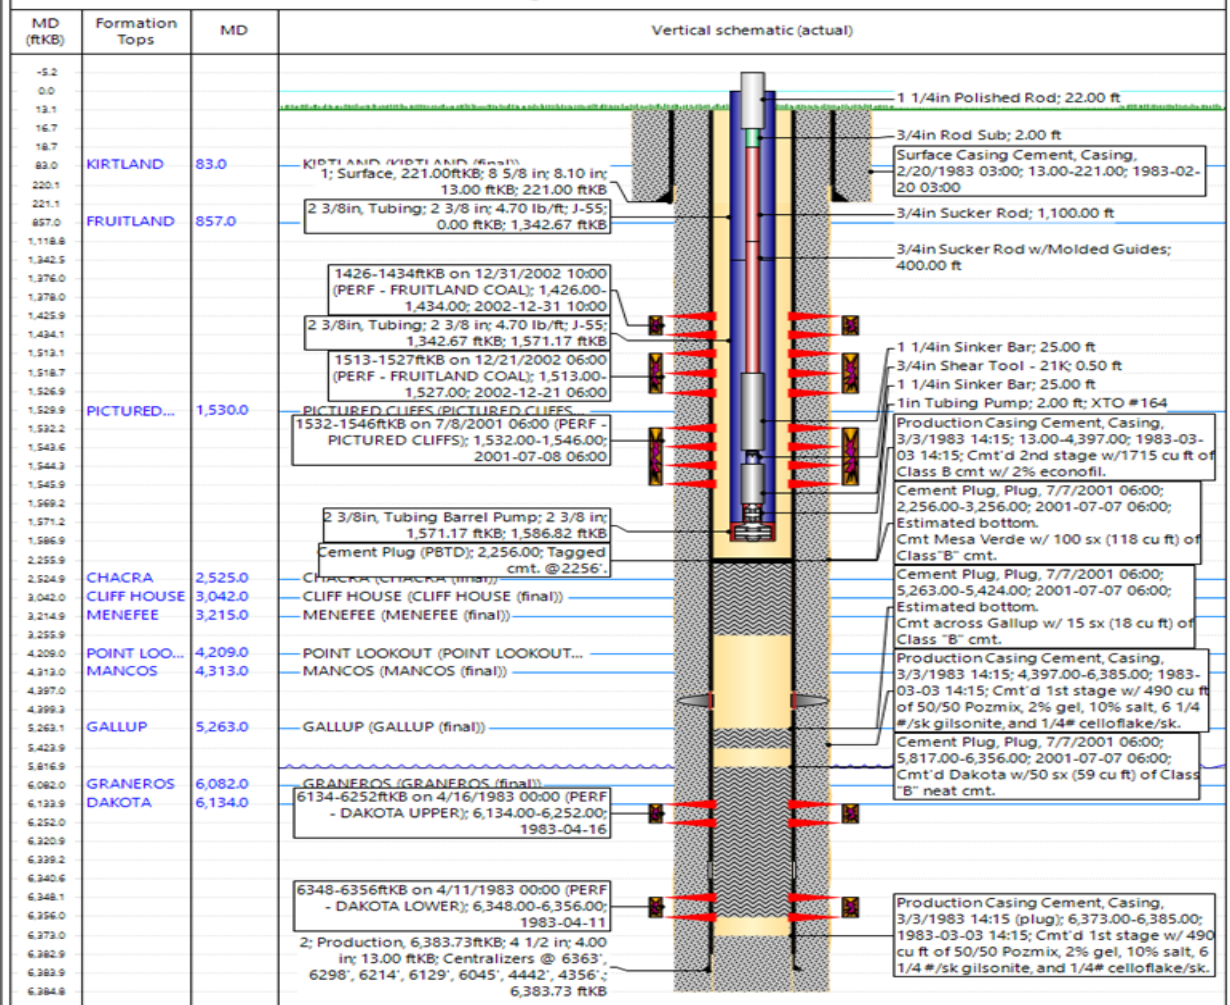 MD
(ftKB)
Formation
Tops
MD
Vertical schematic (actual)
-5.2
0.0
13.1
16.7
18.7
83.0
220.1
221.1
857.0
1,118.8
1,342.5
1,376.0
1,378.0
1,425.9
1,434.1
1,513.1
1,518.7
1,526.9
1,529.9
1,532.2
1,543.6
1,544.3
1,545.9
1,569.2
1,571.2
1,586.9
2,255.9
2,524.9
3,042.0
3,214.9
3,255.9
4,209.0
4,313.0
4,397.0
4,399.3
5,263.1
5,423.9
5,816.9
6,082.0
6,133.9
6,252.0
6,320.9
6,339.2
6,340.6
6,348.1
6,356.0
6,373.0
6,382.9
6,383.9
6,384.8
KIRTLAND 83.0
FRUITLAND 857.0
PICTURED... 1,530.0
CHACRA 2,525.0
CLIFF HOUSE 3,042.0
MENEFEE 3,215.0
POINT LOO... 4,209.0
MANCOS 4,313.0
GALLUP 5,263.0
GRANEROS 6,082.0
DAKOTA 6,134.0
KIRTLAND (KIRTLAND (final))
1; Surface, 221.00ftKB; 8 5/8 in; 8.10 in;
13.00 ftKB; 221.00 ftKB
2 3/8in, Tubing; 2 3/8 in; 4.70 lb/ft; J-55;
0.00 ftKB; 1,342.67 ftKB
1426-1434ftKB on 12/31/2002 10:00
(PERF - FRUITLAND COAL); 1,426.00-
1,434.00; 2002-12-31 10:00
2 3/8in, Tubing; 2 3/8 in; 4.70 lb/ft; J-55;
1,342.67 ftKB; 1,571.17 ftKB
1513-1527ftKB on 12/21/2002 06:00
(PERF - FRUITLAND COAL); 1,513.00-
1,527.00; 2002-12-21 06:00
PICTURED CLIFFS (PICTURED CLIFFS...
1532-1546ftKB on 7/8/2001 06:00 (PERF -
PICTURED CLIFFS); 1,532.00-1,546.00;
2001-07-08 06:00
2 3/8in, Tubing Barrel Pump; 2 3/8 in;
1,571.17 ftKB; 1,586.82 ftKB
Cement Plug (PBTD); 2,256.00; Tagged
cmt. @2256'.
CHACRA (CHACRA (final))
CLIFF HOUSE (CLIFF HOUSE (final))
MENEFEE (MENEFEE (final))
POINT LOOKOUT (POINT LOOKOUT...
MANCOS (MANCOS (final))
GALLUP (GALLUP (final))
GRANEROS (GRANEROS (final))
6134-6252ftKB on 4/16/1983 00:00 (PERF
- DAKOTA UPPER); 6,134.00-6,252.00;
1983-04-16
6348-6356ftKB on 4/11/1983 00:00 (PERF
- DAKOTA LOWER); 6,348.00-6,356.00;
1983-04-11
2; Production, 6,383.73ftKB; 4 1/2 in; 4.00
in; 13.00 ftKB; Centralizers @ 6363',
6298', 6214', 6129', 6045', 4442', 4356'.;
6,383.73 ftKB
1 1/4in Polished Rod; 22.00 ft
3/4in Rod Sub; 2.00 ft
Surface Casing Cement, Casing,
2/20/1983 03:00; 13.00-221.00; 1983-02-
20 03:00
3/4in Sucker Rod; 1,100.00 ft
3/4in Sucker Rod w/Molded Guides;
400.00 ft
1 1/4in Sinker Bar; 25.00 ft
3/4in Shear Tool - 21K; 0.50 ft
1 1/4in Sinker Bar; 25.00 ft
1in Tubing Pump; 2.00 ft; XTO #164
Production Casing Cement, Casing,
3/3/1983 14:15; 13.00-4,397.00; 1983-03-
03 14:15; Cmt'd 2nd stage w/1715 cu ft of
Class B cmt w/ 2% econofil.
Cement Plug, Plug, 7/7/2001 06:00;
2,256.00-3,256.00; 2001-07-07 06:00;
Estimated bottom.
Cmt Mesa Verde w/ 100 sx (118 cu ft) of
Class"B" cmt.
Cement Plug, Plug, 7/7/2001 06:00;
5,263.00-5,424.00; 2001-07-07 06:00;
Estimated bottom.
Cmt across Gallup w/ 15 sx (18 cu ft) of
Class "B" cmt.
Production Casing Cement, Casing,
3/3/1983 14:15; 4,397.00-6,385.00; 1983-
03-03 14:15; Cmt'd 1st stage w/ 490 cu ft
of 50/50 Pozmix, 2% gel, 10% salt, 6 1/4
#/sk gilsonite, and 1/4# celloflake/sk.
Cement Plug, Plug, 7/7/2001 06:00;
5,817.00-6,356.00; 2001-07-07 06:00;
Cmt'd Dakota w/50 sx (59 cu ft) of Class
"B" neat cmt.
Production Casing Cement, Casing,
3/3/1983 14:15 (plug); 6,373.00-6,385.00;
1983-03-03 14:15; Cmt'd 1st stage w/ 490
cu ft of 50/50 Pozmix, 2% gel, 10% salt, 6
1/4 #/sk gilsonite, and 1/4# celloflake/sk.